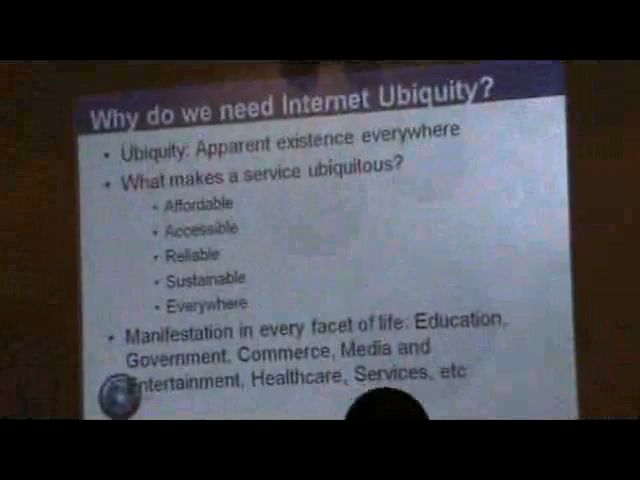 Why do we need Internet Ubiquity?
• Ubiquity: Apparent existence everywhere
• What makes a service ubiquitous?
• Affordable
• Accessible
• Reliable
• Sustainable
• Everywhere
• Manifestation in every facet of life: Education,
Government, Commerce, Media and
Entertainment, Healthcare, Services, etc